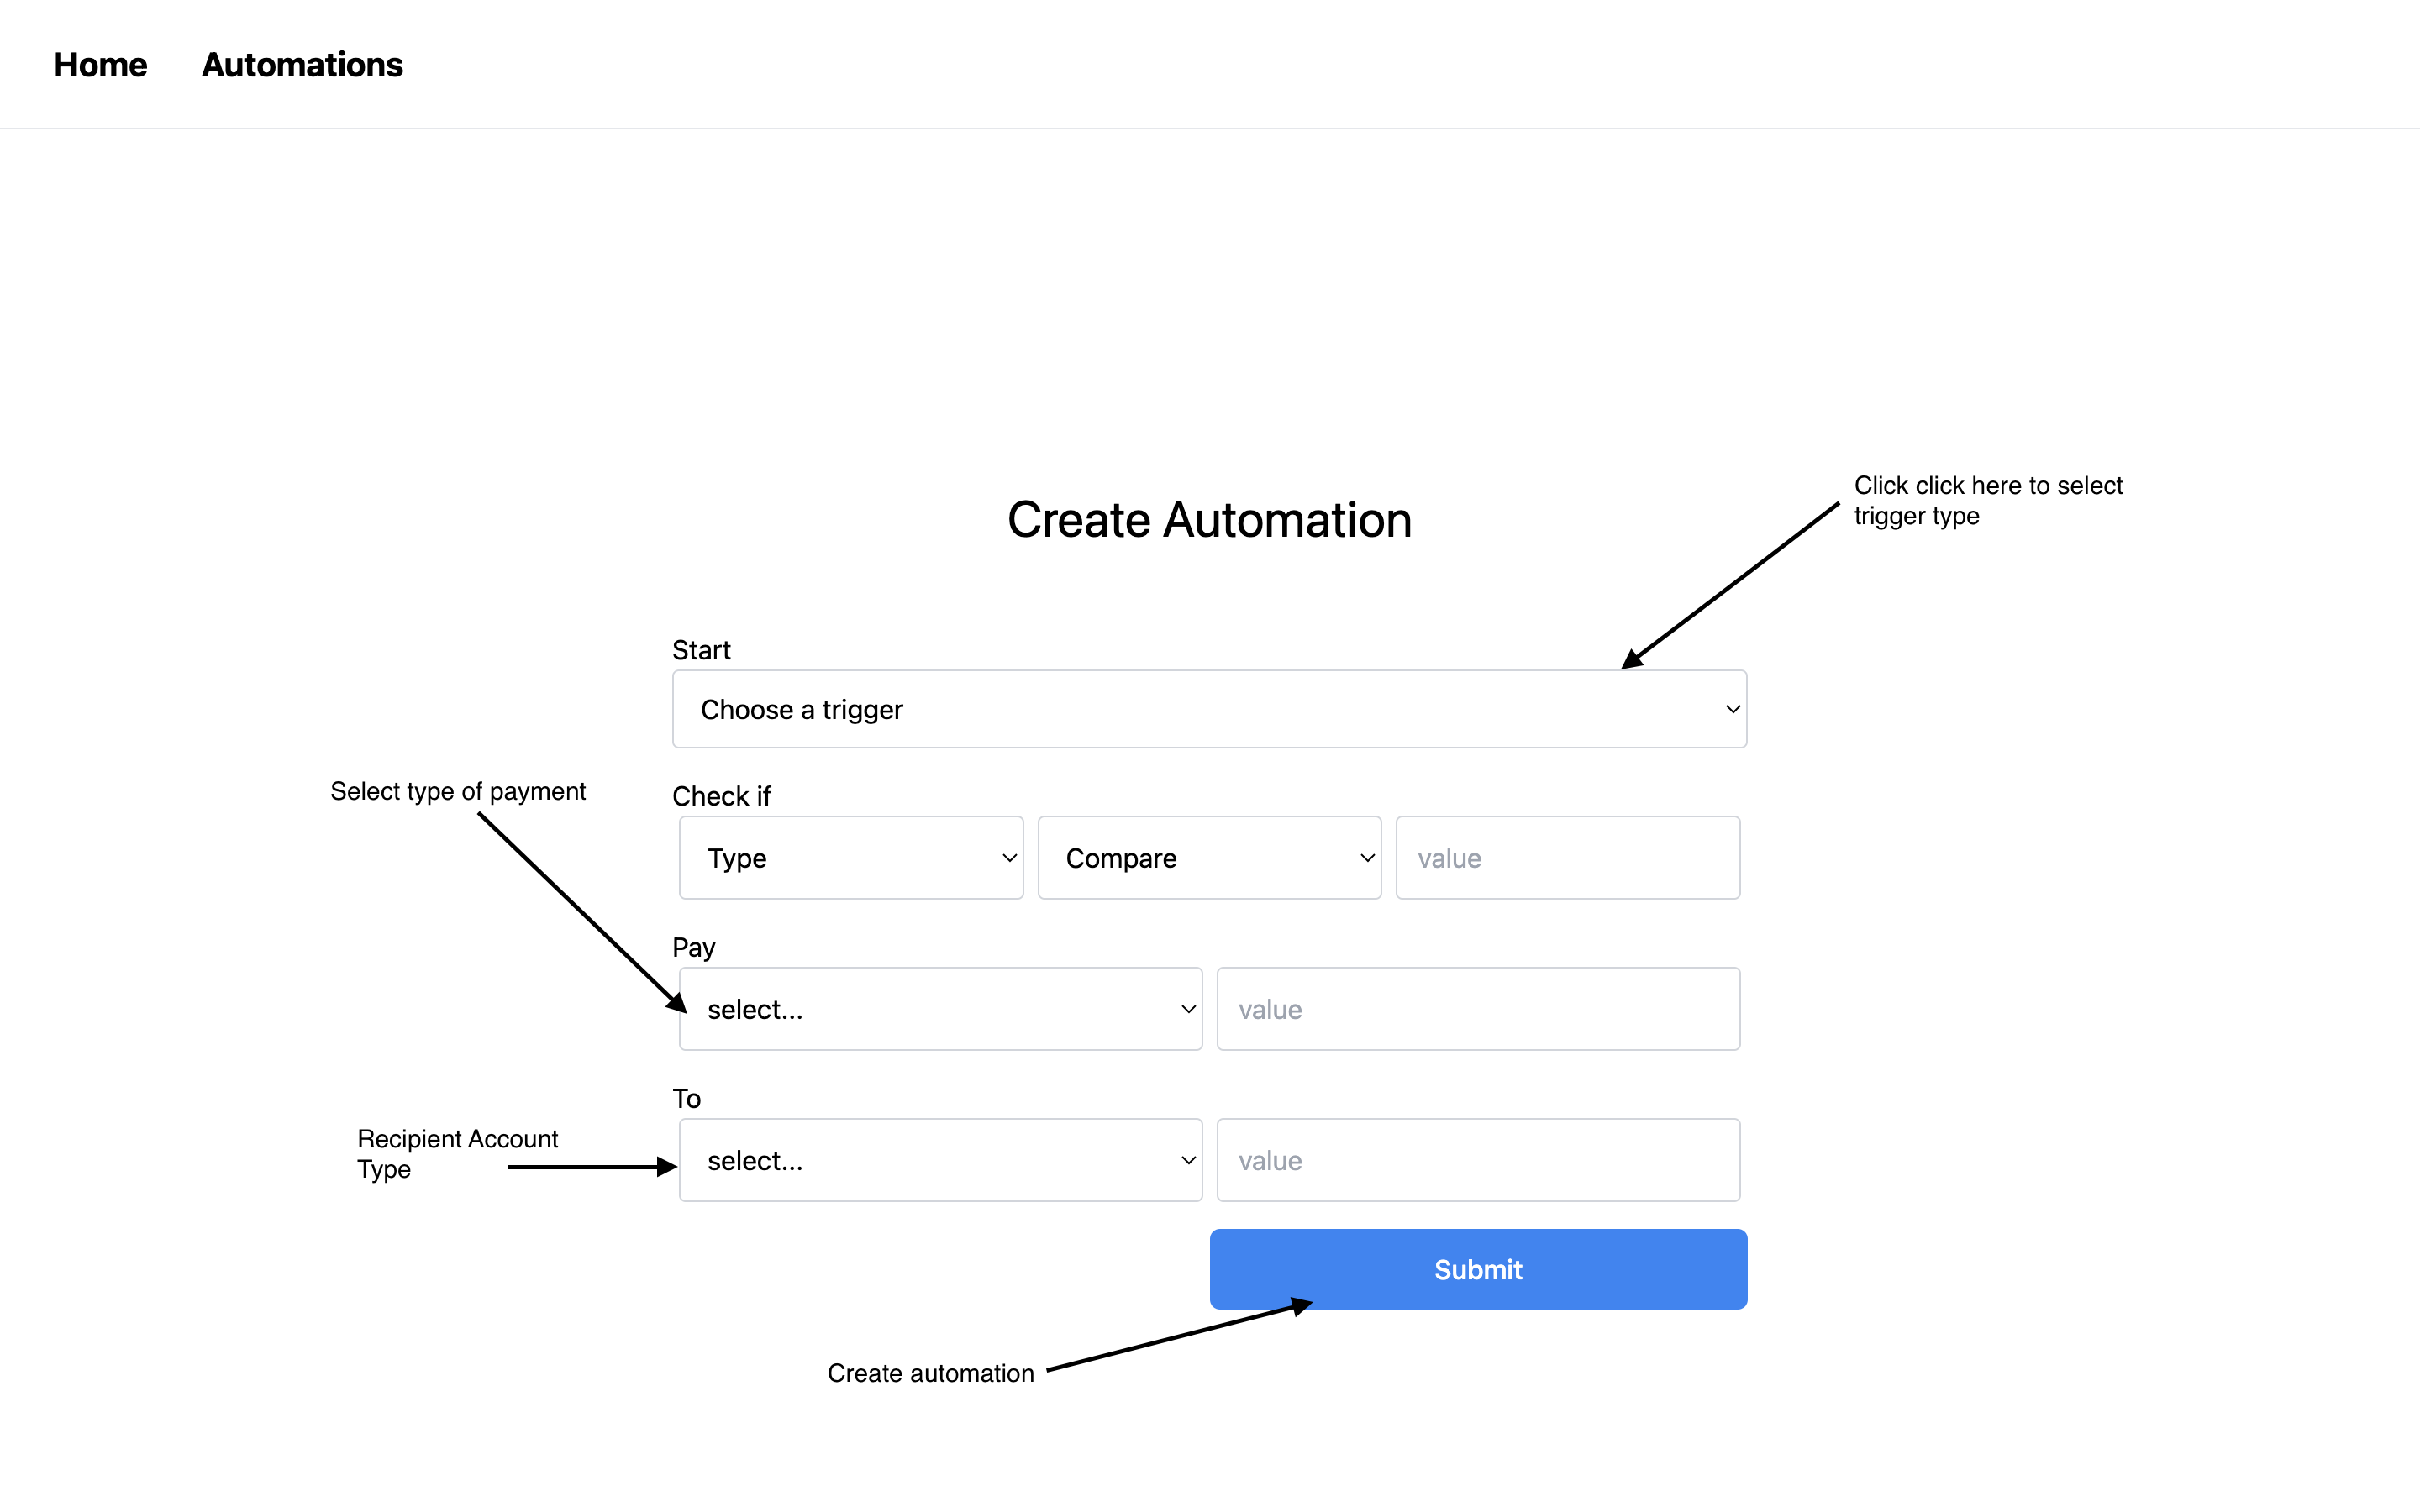 Home Automations
Create Automation
Click click here to select
trigger type
Start
Choose a trigger
Select type of payment
Check if
Type Compare value
Pay
select... value
To
Recipient Account
Type
select... value
Submit
Create automation